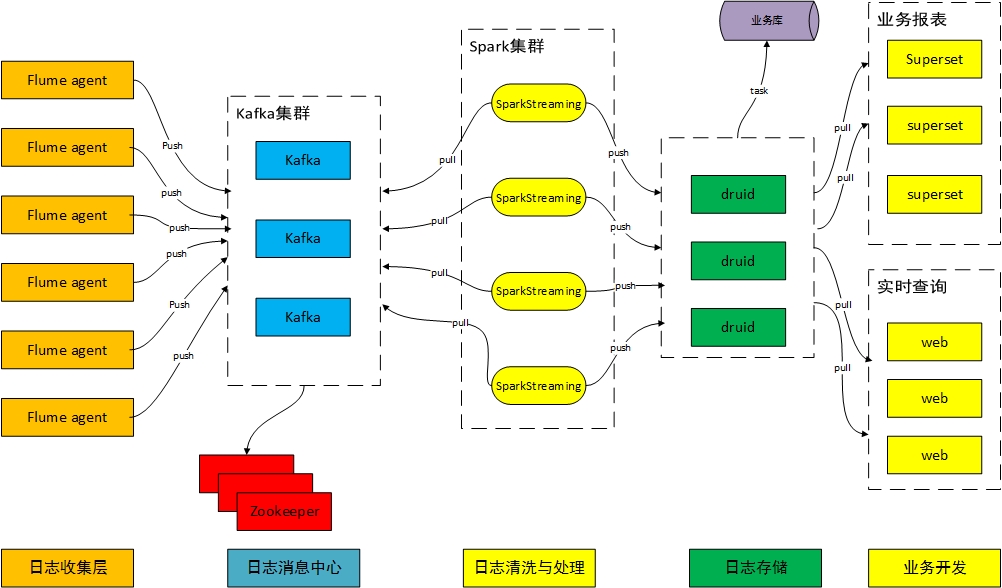 Flume agent
Flume agent
Flume agent
Flume agent
Flume agent
Flume agent
Push
push
push
push
Push
push
Kafka集群
Kafka
Kafka
Kafka
Zookeeper
pull
pull
pull
pull
Spark集群
SparkStreaming
SparkStreaming
SparkStreaming
SparkStreaming
push
push
push
push
业务库
task
druid
druid
druid
pull
pull
pull
pull
业务报表
Superset
superset
superset
实时查询
web
web
web
日志收集层
日志消息中心
日志清洗与处理
日志存储
业务开发